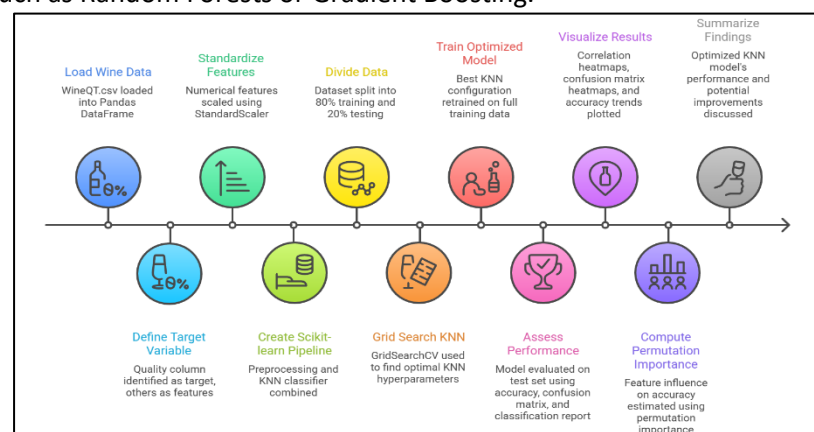 such as Random Forests or Gradient Boosting.
Load Wine Data
WineQT.csv loaded
into Pandas
DataFrame
Standardize
Features
Numerical features
scaled using
StandardScaler
Divide Data
Dataset split into
80% training and
20% testing
Train Optimized
Model
Best KNN
configuration
retrained on full
training data
Visualize Results
Correlation
heatmaps,
confusion matrix
heatmaps, and
accuracy trends
plotted
Summarize
Findings
Optimized KNN
model's
performance and
potential
improvements
discussed
0%
0%
Define Target
Variable
Quality column
identified as target,
others as features
Create Scikit-
learn Pipeline
Preprocessing and
KNN classifier
combined
Grid Search KNN
GridSearchCV used
to find optimal KNN
hyperparameters
Assess
Performance
Model evaluated on
test set using
accuracy, confusion
matrix, and
classification report
Compute
Permutation
Importance
Feature influence
on accuracy
estimated using
permutation
importance